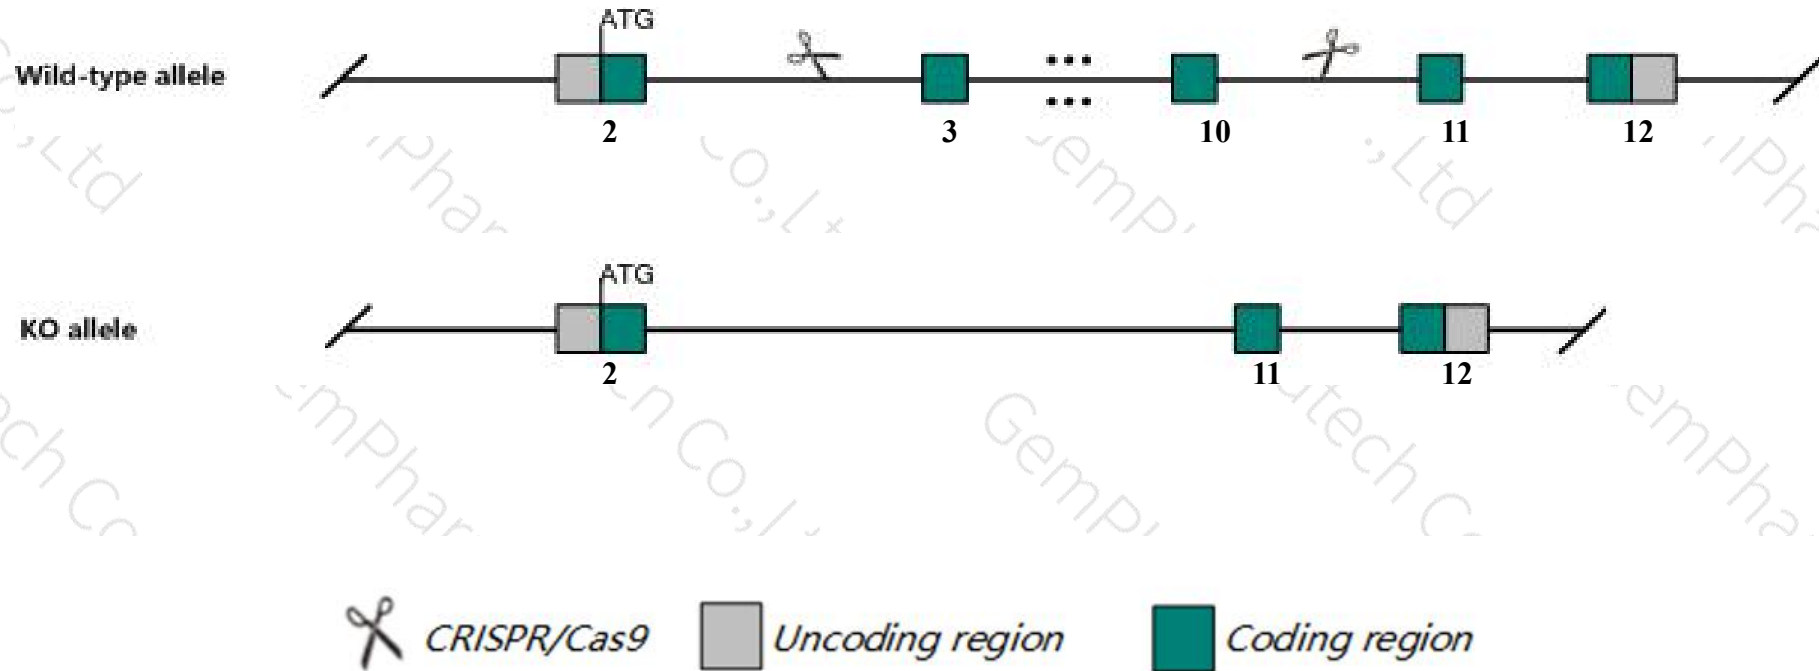 ATG
Wild-type allele
2 3 10 11 12
ATG
KO allele
2 11 12
CRISPR/Cas9 Uncoding region Coding region